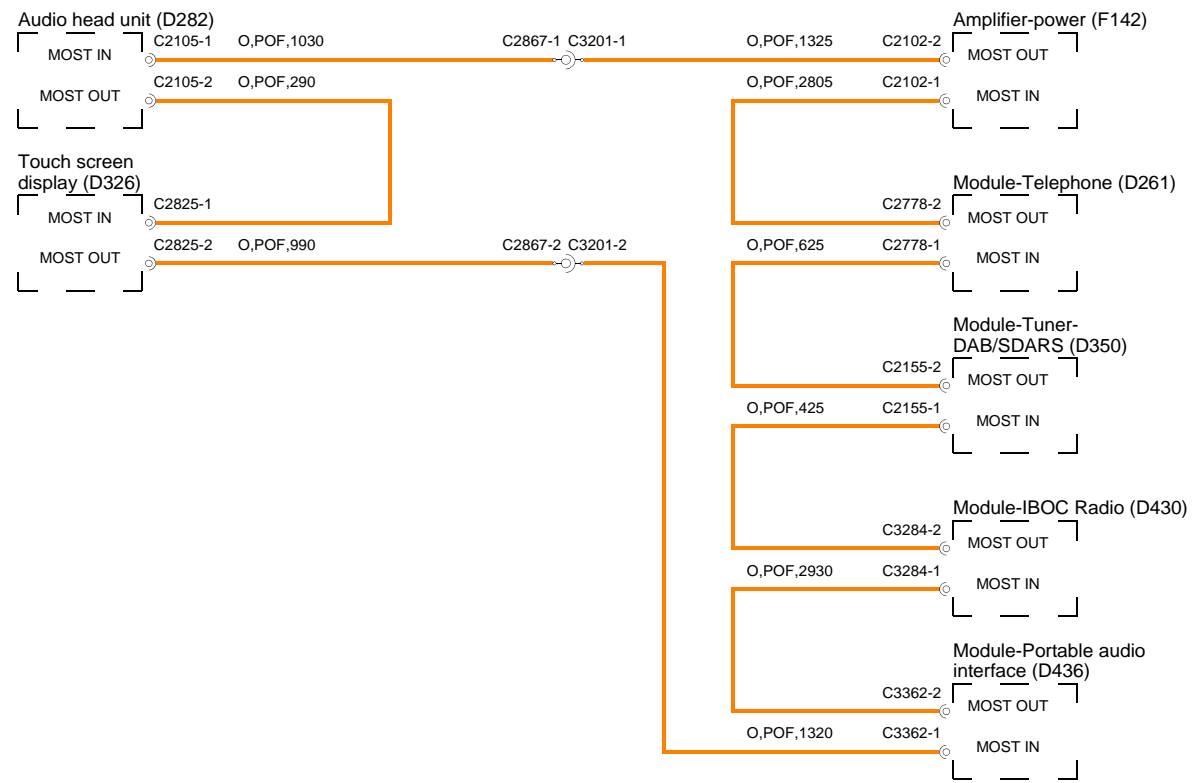 Audio head unit (D282)
MOST IN
C2105-1 O,POF,1030
C2867-1 C3201-1
MOST OUT
C2105-2 O,POF,290
Touch screen
display (D326)
MOST IN
C2825-1
MOST OUT
C2825-2 O,POF,990
C2867-2 C3201-2
Amplifier-power (F142)
O,POF,1325 C2102-2
MOST OUT
O,POF,2805 C2102-1
MOST IN
Module-Telephone (D261)
C2778-2
MOST OUT
O,POF,625 C2778-1
MOST IN
Module-Tuner-
DAB/SDARS (D350)
C2155-2
MOST OUT
O,POF,425 C2155-1
MOST IN
Module-IBOC Radio (D430)
C3284-2
MOST OUT
O,POF,2930 C3284-1
MOST IN
Module-Portable audio
interface (D436)
C3362-2
MOST OUT
O,POF,1320 C3362-1
MOST IN